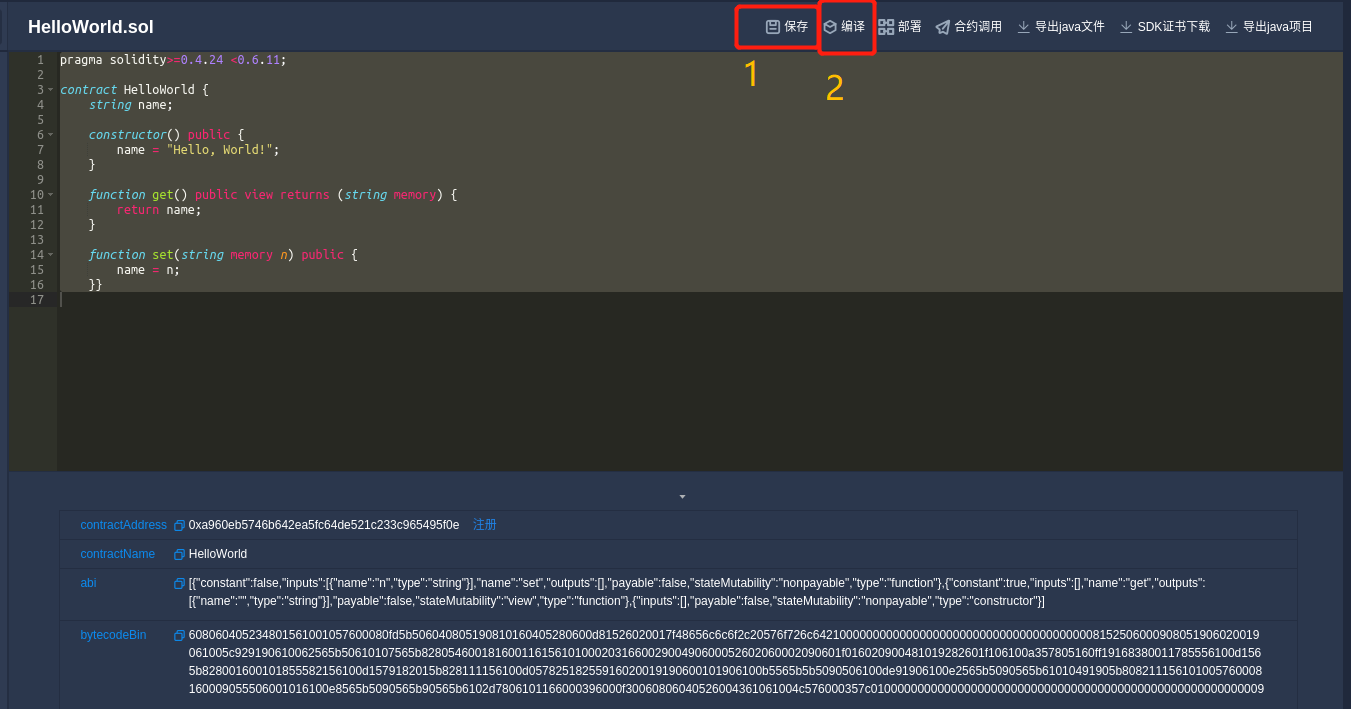 HelloWorld.sol
保存 编译 部署 合约调用 导出java文件 SDK证书下载 导出java项目
1 2
1 pragma solidity>=0.4.24 <0.6.11;
2
3 contract HelloWorld {
4 string name;
5
6 constructor() public {
7 name = "Hello, World!";
8 }
9
10 function get() public view returns (string memory) {
11 return name;
12 }
13
14 function set(string memory n) public {
15 name = n;
16 }}
17
contractAddress 0xa960eb5746b642ea5fc64de521c233c965495f0e 注册
contractName HelloWorld
abi [{"constant":false,"inputs":[{"name":"n","type":"string"}],"name":"set","outputs":[],"payable":false,"stateMutability":"nonpayable","type":"function"},{"constant":true,"inputs":[],"name":"get","outputs":
[{"name":"","type":"string"}],"payable":false,"stateMutability":"view","type":"function"},{"inputs":[],"payable":false,"stateMutability":"nonpayable","type":"constructor"}]
bytecodeBin